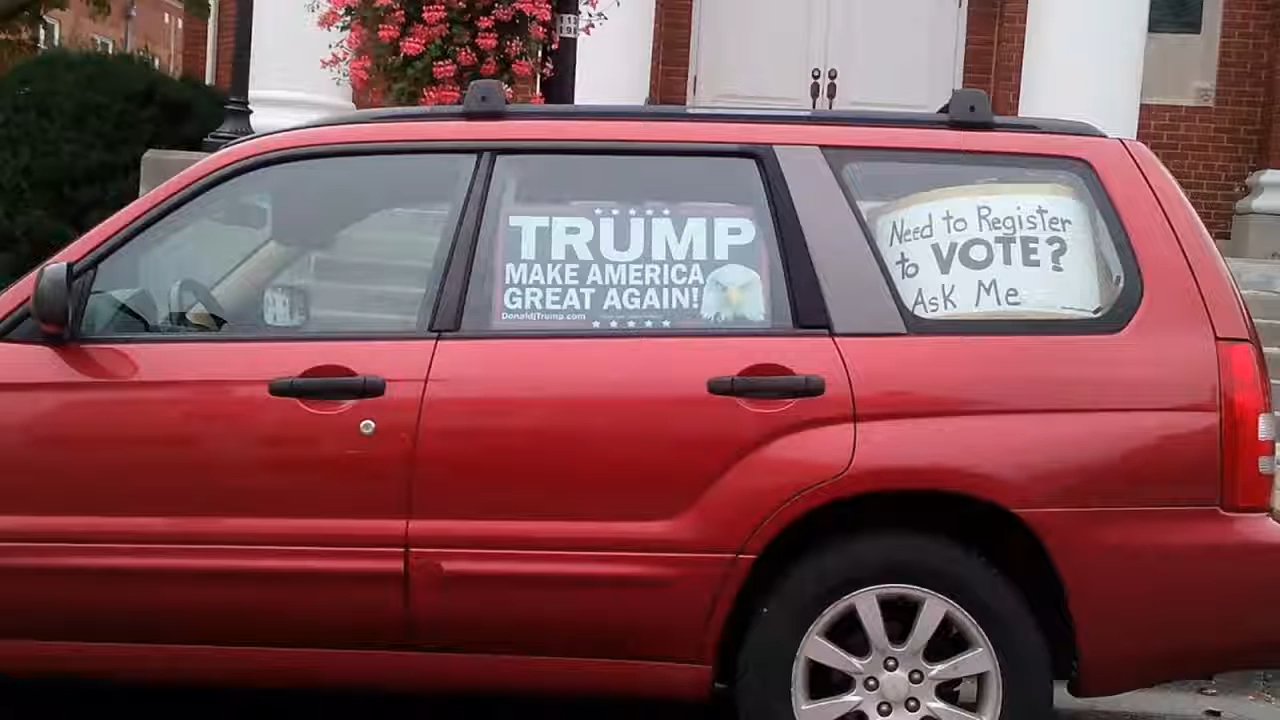 TRUMP
MAKE AMERICA
GREAT AGAIN!
DonaldjTrump.com
Need to Register
to VOTE?
Ask Me